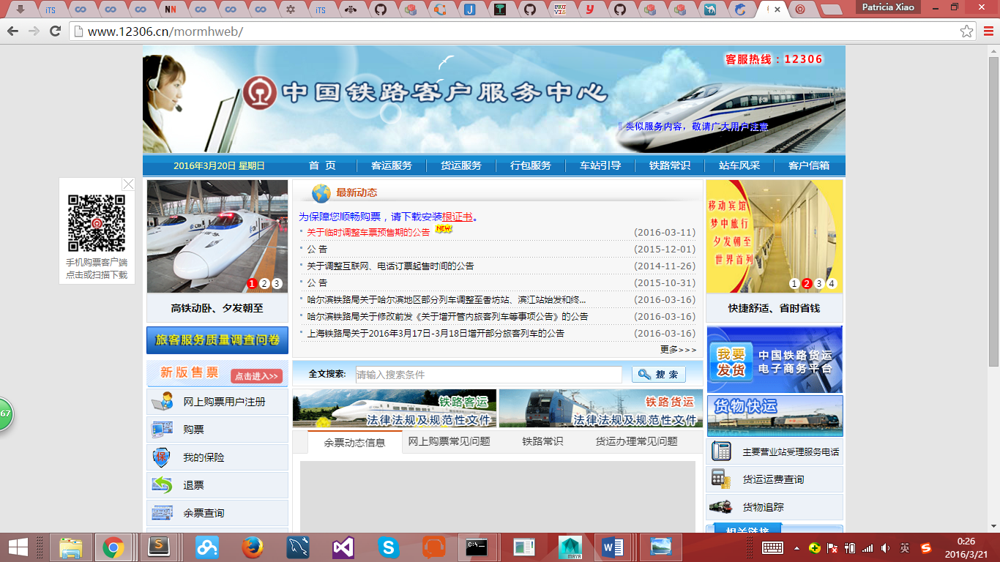 iTS
NN
iTS
J
T
y
Patricia Xiao
www.12306.cn/mormhweb/
客服热线：12306
中国铁路客户服务中心
类似服务内容，敬请广大用户注意
2016年3月20日 星期日
首 页
客运服务
货运服务
行包服务
车站引导
铁路常识
站车风采
客户信箱
手机购票客户端
点击或扫描下载
1 2 3
高铁动卧、夕发朝至
旅客服务质量调查问卷
新版售票
点击进入>>
网上购票用户注册
购票
保
我的保险
退票
余票查询
最新动态
为保障您顺畅购票，请下载安装根证书。
关于临时调整车票预售期的公告 NEW (2016-03-11)
公 告 (2015-12-01)
关于调整互联网、电话订票起售时间的公告 (2014-11-26)
公 告 (2015-10-31)
哈尔滨铁路局关于哈尔滨地区部分列车调整至香坊站、滨江站始发和终... (2016-03-16)
哈尔滨铁路局关于修改前发《关于增开管内旅客列车等事项公告》的公告 (2016-03-16)
上海铁路局关于2016年3月17日-3月18日增开部分旅客列车的公告 (2016-03-16)
更多>>>
全文搜索:
请输入搜索条件
搜 索
铁路客运
法律法规及规范性文件
铁路货运
法律法规及规范性文件
余票动态信息
网上购票常见问题
铁路常识
货运办理常见问题
移动宾馆
梦中旅行
夕发朝至
世界首列
1 2 3 4
快捷舒适、省时省钱
我要
发货
中国铁路货运
电子商务平台
货物快运
主要营业站受理服务电话
货运运费查询
货物追踪
相关链接
67
S
S
MAYA
W
英
S
0:26
2016/3/21